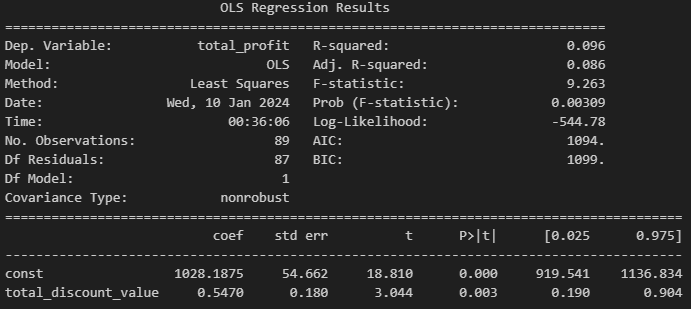 OLS Regression Results
==============================================================================
Dep. Variable: total_profit R-squared: 0.096
Model: OLS Adj. R-squared: 0.086
Method: Least Squares F-statistic: 9.263
Date: Wed, 10 Jan 2024 Prob (F-statistic): 0.00309
Time: 00:36:06 Log-Likelihood: -544.78
No. Observations: 89 AIC: 1094.
Df Residuals: 87 BIC: 1099.
Df Model: 1
Covariance Type: nonrobust
========================================================================================
coef std err t P>|t| [0.025 0.975]
----------------------------------------------------------------------------------------
const 1028.1875 54.662 18.810 0.000 919.541 1136.834
total_discount_value 0.5470 0.180 3.044 0.003 0.190 0.904